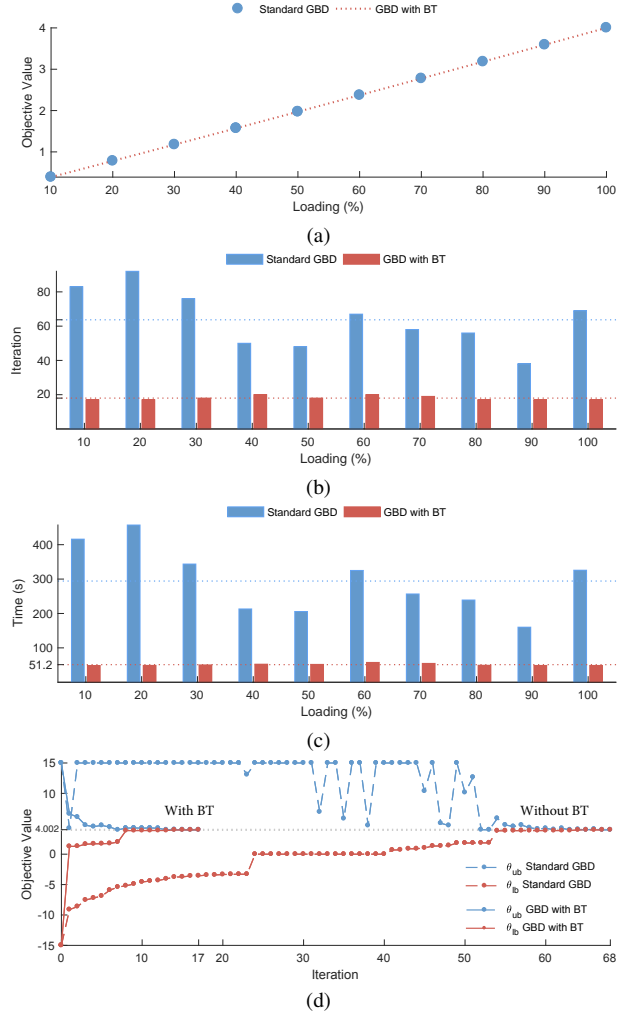 Standard GBD GBD with BT
4
3
2
1
Objective Value
10 20 30 40 50 60 70 80 90 100
Loading (%)
(a)
Standard GBD GBD with BT
80
60
40
20
Iteration
10 20 30 40 50 60 70 80 90 100
Loading (%)
(b)
Standard GBD GBD with BT
400
300
200
100
51.2
Time (s)
10 20 30 40 50 60 70 80 90 100
Loading (%)
(c)
15
10
4.002
0
-5
-10
-15
Objective Value
With BT
Without BT
θub Standard GBD
θlb Standard GBD
θub GBD with BT
θlb GBD with BT
0 10 17 20 30 40 50 60 68
Iteration
(d)